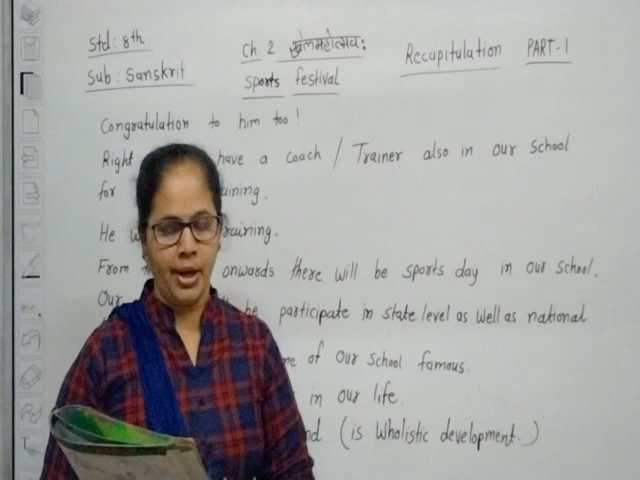 Std : 8th
Ch. 2 खेलमहोत्सव:
Recapitulation PART-1
Sub : Sanskrit
sports festival
Congratulation to him too !
Right have a coach / Trainer also in our school
for
He
From onwards there will be sports day in our school.
Our be participate in state level as well as national
of our school famous.
in our life.
(is Wholistic development.)